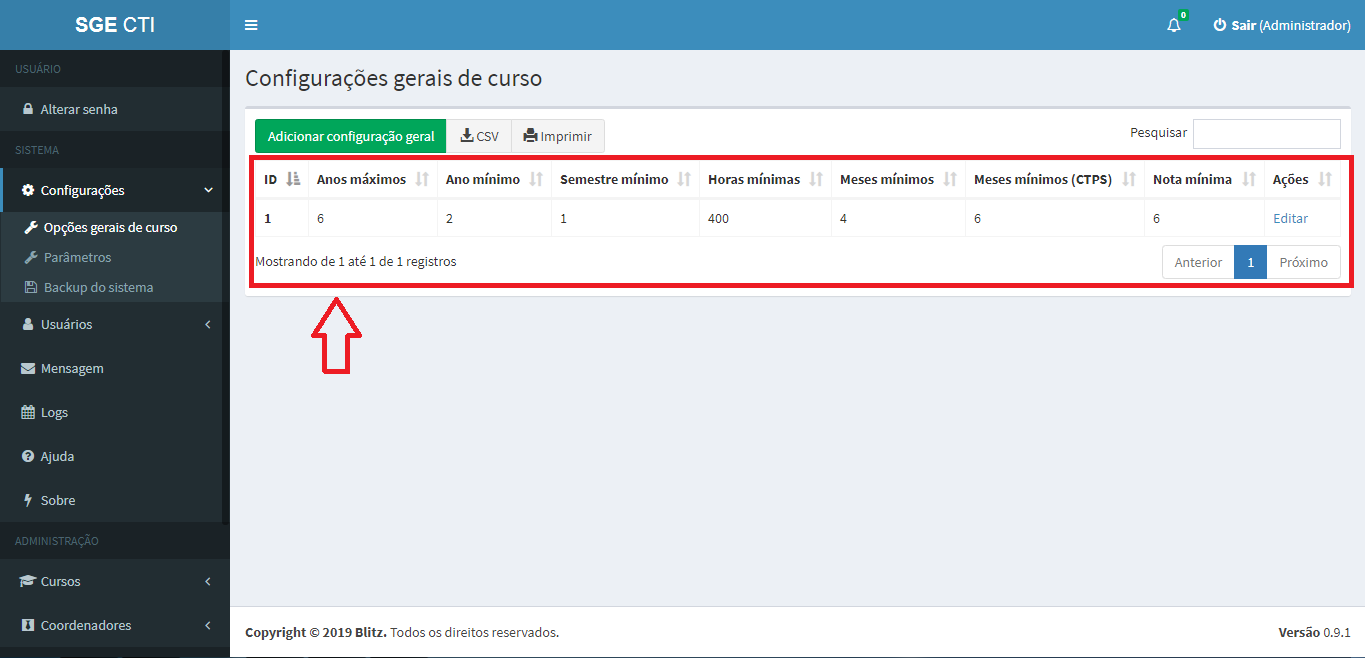 SGE CTI
0
Sair (Administrador)
USUÁRIO
Alterar senha
SISTEMA
Configurações
Opções gerais de curso
Parâmetros
Backup do sistema
Usuários
Mensagem
Logs
Ajuda
Sobre
ADMINISTRAÇÃO
Cursos
Coordenadores
Configurações gerais de curso
Adicionar configuração geral CSV Imprimir
Pesquisar
ID Anos máximos Ano mínimo Semestre mínimo Horas mínimas Meses mínimos Meses mínimos (CTPS) Nota mínima Ações
1 6 2 1 400 4 6 6 Editar
Mostrando de 1 até 1 de 1 registros
Anterior 1 Próximo
Copyright © 2019 Blitz. Todos os direitos reservados.
Versão 0.9.1